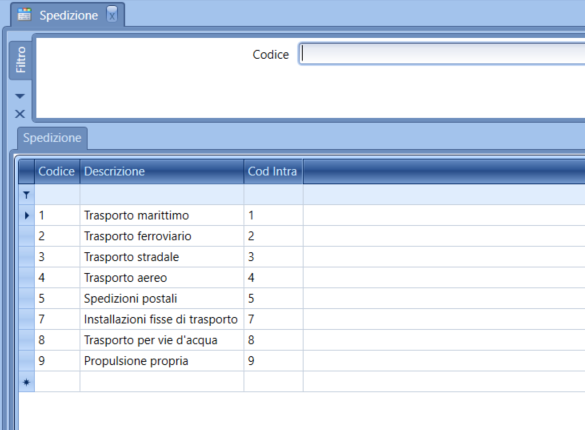 Spedizione
Filtro
Codice
Spedizione
Codice Descrizione Cod Intra
1 Trasporto marittimo 1
2 Trasporto ferroviario 2
3 Trasporto stradale 3
4 Trasporto aereo 4
5 Spedizioni postali 5
7 Installazioni fisse di trasporto 7
8 Trasporto per vie d'acqua 8
9 Propulsione propria 9